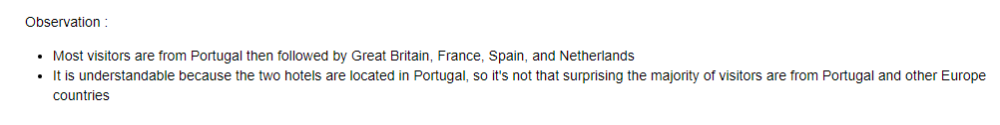 Observation :
• Most visitors are from Portugal then followed by Great Britain, France, Spain, and Netherlands
• It is understandable because the two hotels are located in Portugal, so it's not that surprising the majority of visitors are from Portugal and other Europe
countries